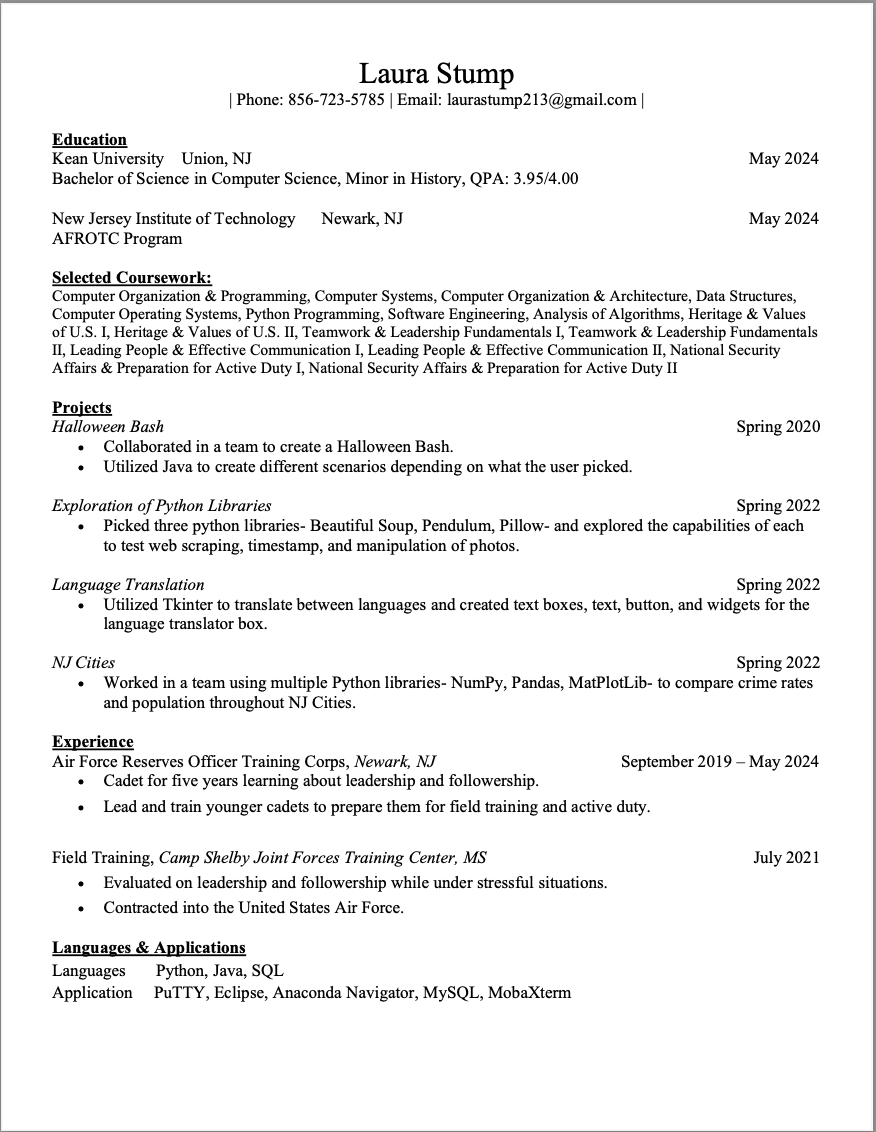 Laura Stump
| Phone: 856-723-5785 | Email: laurastump213@gmail.com |
Education
Kean University Union, NJ May 2024
Bachelor of Science in Computer Science, Minor in History, QPA: 3.95/4.00
New Jersey Institute of Technology Newark, NJ May 2024
AFROTC Program
Selected Coursework:
Computer Organization & Programming, Computer Systems, Computer Organization & Architecture, Data Structures,
Computer Operating Systems, Python Programming, Software Engineering, Analysis of Algorithms, Heritage & Values
of U.S. I, Heritage & Values of U.S. II, Teamwork & Leadership Fundamentals I, Teamwork & Leadership Fundamentals
II, Leading People & Effective Communication I, Leading People & Effective Communication II, National Security
Affairs & Preparation for Active Duty I, National Security Affairs & Preparation for Active Duty II
Projects
Halloween Bash Spring 2020
• Collaborated in a team to create a Halloween Bash.
• Utilized Java to create different scenarios depending on what the user picked.
Exploration of Python Libraries Spring 2022
• Picked three python libraries- Beautiful Soup, Pendulum, Pillow- and explored the capabilities of each
to test web scraping, timestamp, and manipulation of photos.
Language Translation Spring 2022
• Utilized Tkinter to translate between languages and created text boxes, text, button, and widgets for the
language translator box.
NJ Cities Spring 2022
• Worked in a team using multiple Python libraries- NumPy, Pandas, MatPlotLib- to compare crime rates
and population throughout NJ Cities.
Experience
Air Force Reserves Officer Training Corps, Newark, NJ September 2019 – May 2024
• Cadet for five years learning about leadership and followership.
• Lead and train younger cadets to prepare them for field training and active duty.
Field Training, Camp Shelby Joint Forces Training Center, MS July 2021
• Evaluated on leadership and followership while under stressful situations.
• Contracted into the United States Air Force.
Languages & Applications
Languages Python, Java, SQL
Application PuTTY, Eclipse, Anaconda Navigator, MySQL, MobaXterm